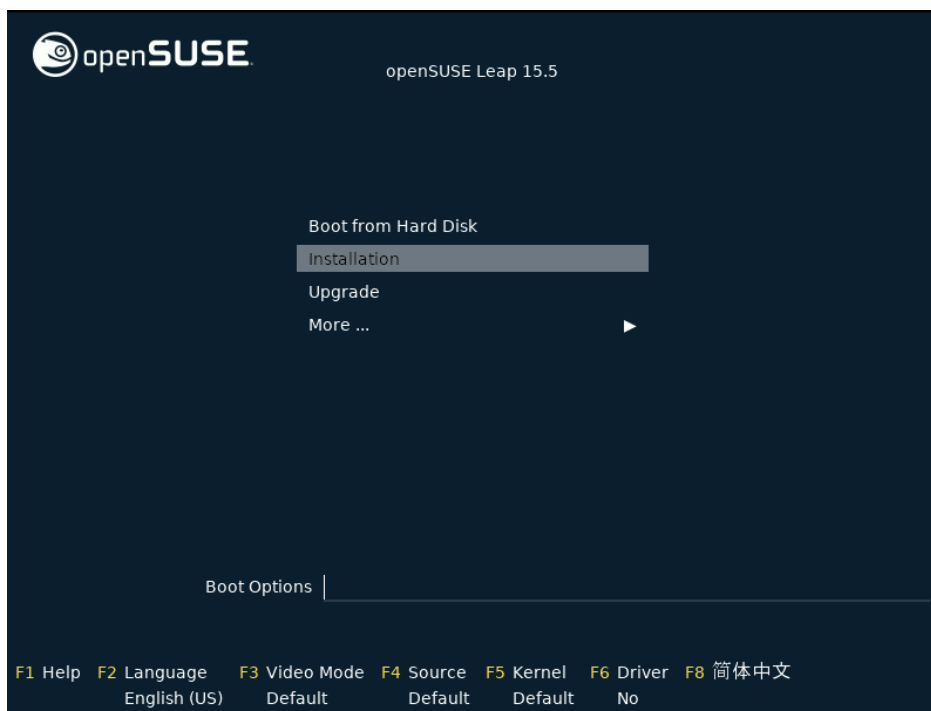 openSUSE.
openSUSE Leap 15.5
Boot from Hard Disk
Installation
Upgrade
More ...
Boot Options
F1 Help F2 Language F3 Video Mode F4 Source F5 Kernel F6 Driver F8 简体中文
English (US) Default Default Default No